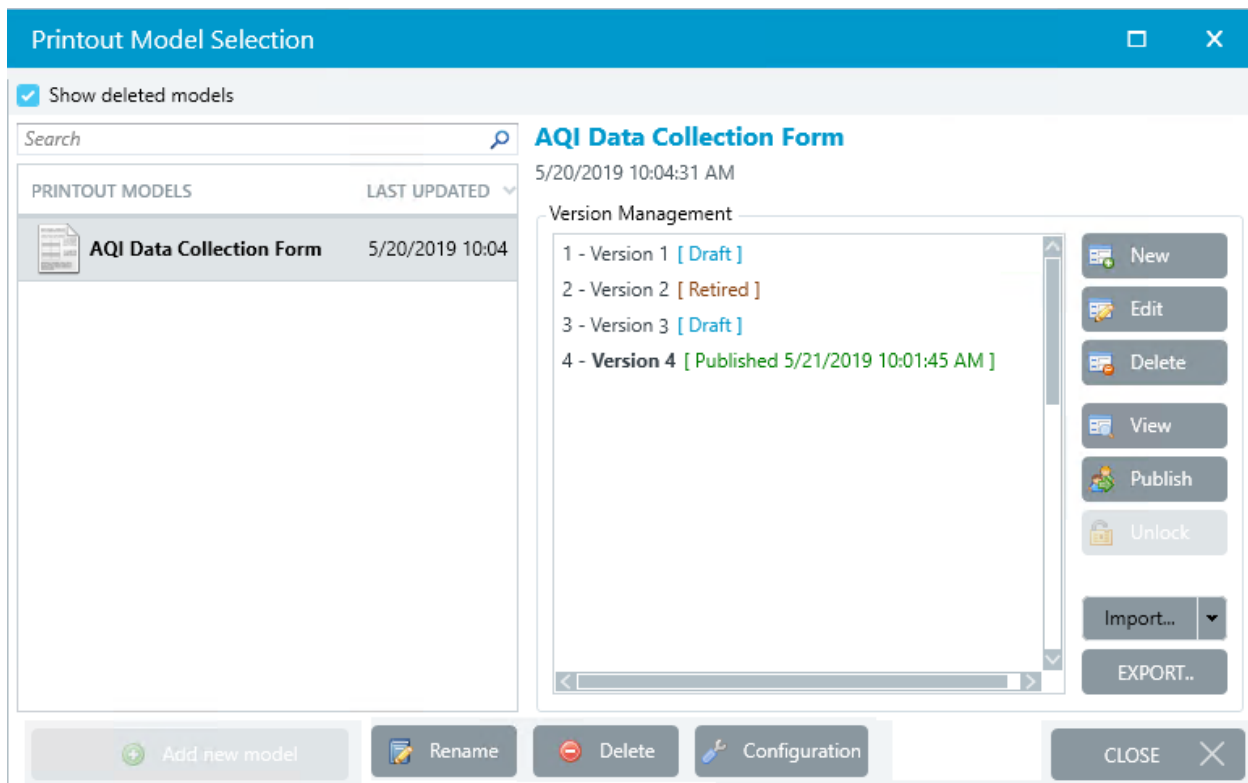 Printout Model Selection
Show deleted models
Search
PRINTOUT MODELS LAST UPDATED
AQI Data Collection Form 5/20/2019 10:04
AQI Data Collection Form
5/20/2019 10:04:31 AM
Version Management
1 - Version 1 [ Draft ]
2 - Version 2 [ Retired ]
3 - Version 3 [ Draft ]
4 - Version 4 [ Published 5/21/2019 10:01:45 AM ]
New
Edit
Delete
View
Publish
Unlock
Import...
EXPORT..
Add new model
Rename
Delete
Configuration
CLOSE